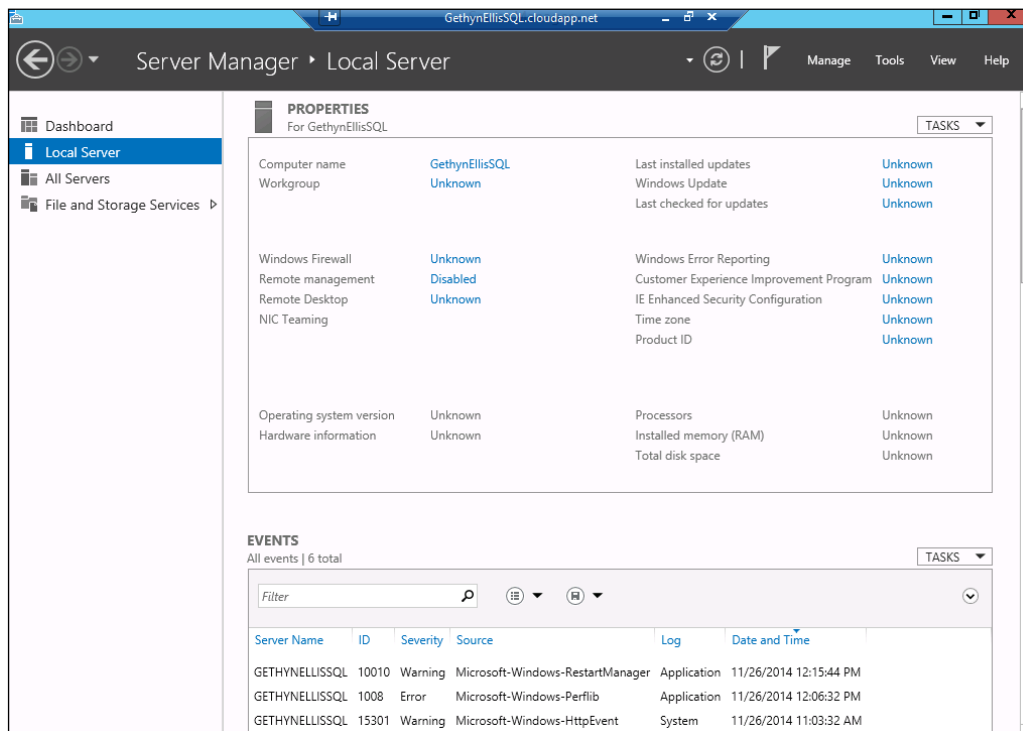 GethynEllisSQL.cloudapp.net
Server Manager ▸ Local Server
Manage Tools View Help
Dashboard
Local Server
All Servers
File and Storage Services
PROPERTIES
For GethynEllisSQL
TASKS
Computer name GethynEllisSQL Last installed updates Unknown
Workgroup Unknown Windows Update Unknown
Last checked for updates Unknown
Windows Firewall Unknown Windows Error Reporting Unknown
Remote management Disabled Customer Experience Improvement Program Unknown
Remote Desktop Unknown IE Enhanced Security Configuration Unknown
NIC Teaming Time zone Unknown
Product ID Unknown
Operating system version Unknown Processors Unknown
Hardware information Unknown Installed memory (RAM) Unknown
Total disk space Unknown
EVENTS
All events | 6 total
TASKS
Filter
Server Name ID Severity Source Log Date and Time
GETHYNELLISSQL 10010 Warning Microsoft-Windows-RestartManager Application 11/26/2014 12:15:44 PM
GETHYNELLISSQL 1008 Error Microsoft-Windows-Perflib Application 11/26/2014 12:06:32 PM
GETHYNELLISSQL 15301 Warning Microsoft-Windows-HttpEvent System 11/26/2014 11:03:32 AM